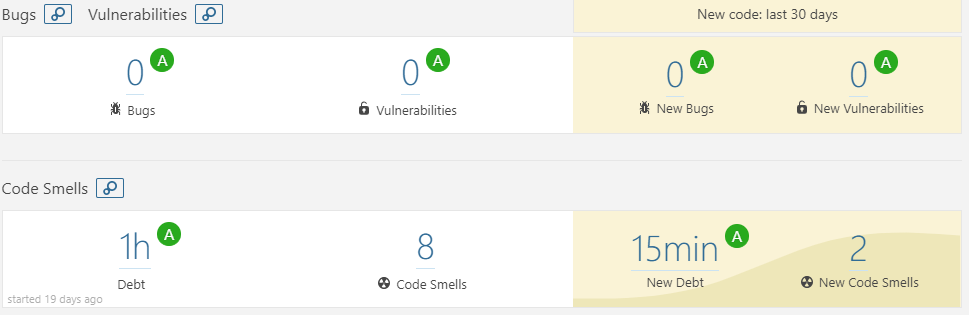 Bugs Vulnerabilities New code: last 30 days
0 A 0 A 0 A 0 A
Bugs Vulnerabilities New Bugs New Vulnerabilities
Code Smells
1h A 8 15min A 2
Debt Code Smells New Debt New Code Smells
started 19 days ago